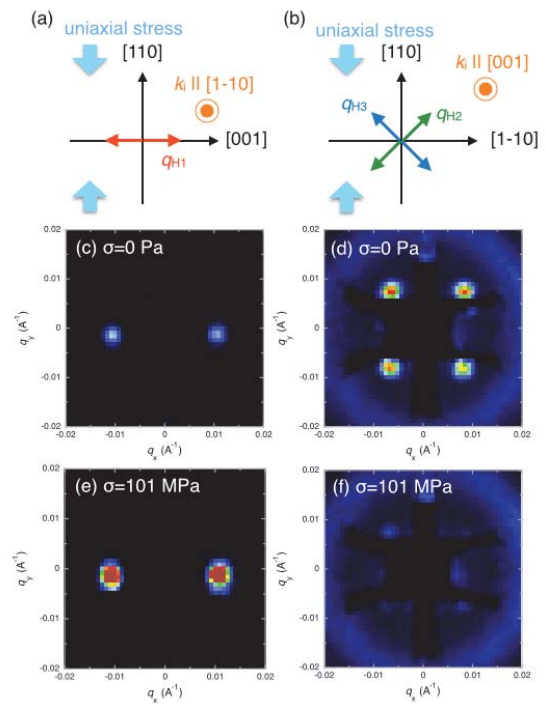 (a)
uniaxial stress
[110]
k_i || [1-10]
[001]
q_H1
(b)
uniaxial stress
[110]
k_i || [001]
q_H3
q_H2
[1-10]
(c) σ=0 Pa
0.02
0.01
0
-0.01
-0.02
q_y (A⁻¹)
-0.02 -0.01 0 0.01 0.02
q_x (A⁻¹)
(d) σ=0 Pa
0.02
0.01
0
-0.01
-0.02
q_y (A⁻¹)
-0.02 -0.01 0 0.01 0.02
q_x (A⁻¹)
(e) σ=101 MPa
0.02
0.01
0
-0.01
-0.02
q_y (A⁻¹)
-0.02 -0.01 0 0.01 0.02
q_x (A⁻¹)
(f) σ=101 MPa
0.02
0.01
0
-0.01
-0.02
q_y (A⁻¹)
-0.02 -0.01 0 0.01 0.02
q_x (A⁻¹)